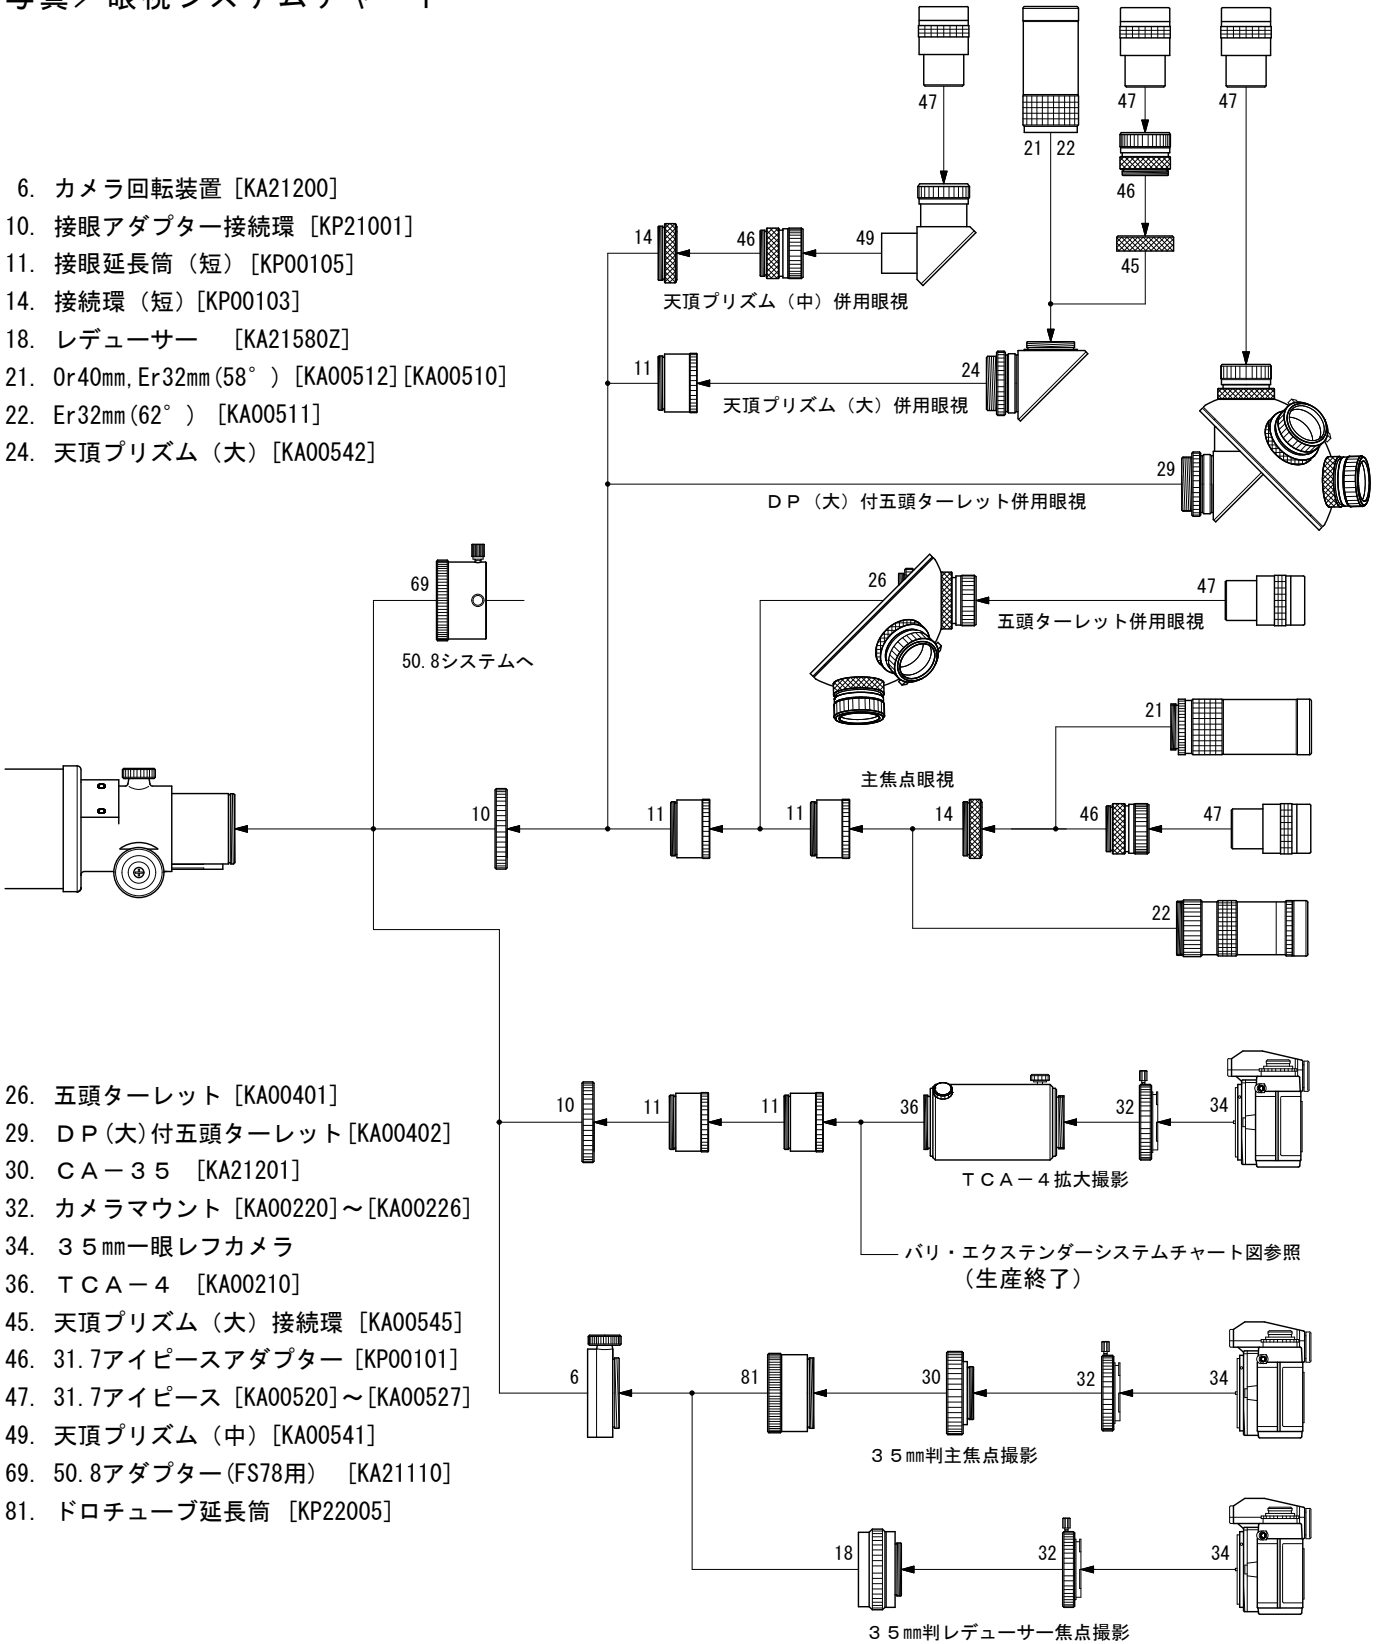 写真／眼視システムチャート
47
21 22
47
47
46
45
14
46
49
天頂プリズム（中）併用眼視
11
24
天頂プリズム（大）併用眼視
29
ＤＰ（大）付五頭ターレット併用眼視
6. カメラ回転装置 [KA21200]
10. 接眼アダプター接続環 [KP21001]
11. 接眼延長筒（短）[KP00105]
14. 接続環（短）[KP00103]
18. レデューサー [KA21580Z]
21. Or40mm,Er32mm(58°) [KA00512][KA00510]
22. Er32mm(62°) [KA00511]
24. 天頂プリズム（大）[KA00542]
69
50.8システムへ
26
47
五頭ターレット併用眼視
21
主焦点眼視
10
11
11
14
46
47
22
10
11
11
36
32
34
ＴＣＡ－４拡大撮影
バリ・エクステンダーシステムチャート図参照
（生産終了）
26. 五頭ターレット [KA00401]
29. ＤＰ(大)付五頭ターレット[KA00402]
30. ＣＡ－３５ [KA21201]
32. カメラマウント [KA00220]～[KA00226]
34. ３５㎜一眼レフカメラ
36. ＴＣＡ－４ [KA00210]
45. 天頂プリズム（大）接続環 [KA00545]
46. 31.7アイピースアダプター [KP00101]
47. 31.7アイピース [KA00520]～[KA00527]
49. 天頂プリズム（中）[KA00541]
69. 50.8アダプター(FS78用) [KA21110]
81. ドロチューブ延長筒 [KP22005]
6
81
30
32
34
３５㎜判主焦点撮影
18
32
34
３５㎜判レデューサー焦点撮影